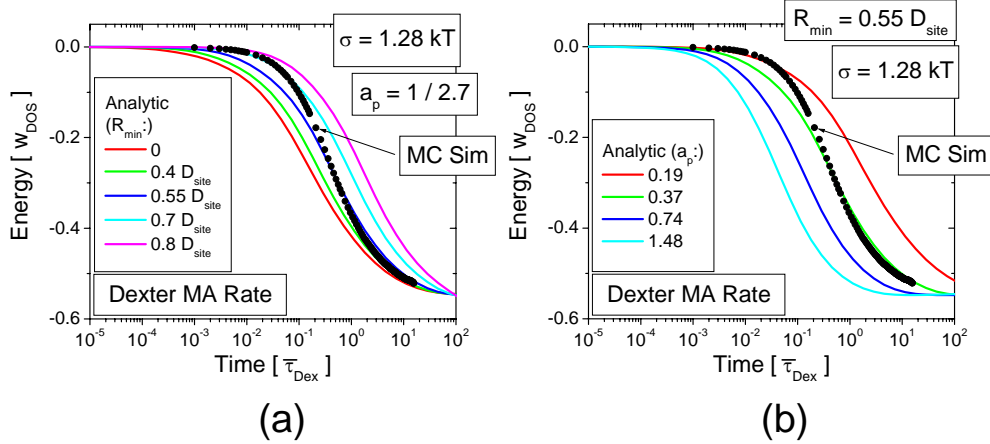 σ = 1.28 kT
a_p = 1 / 2.7
MC Sim
Analytic
(R_min:)
0
0.4 D_site
0.55 D_site
0.7 D_site
0.8 D_site
Dexter MA Rate
Energy [ w_DOS ]
0.0
-0.2
-0.4
-0.6
10^-5 10^-4 10^-3 10^-2 10^-1 10^0 10^1 10^2
Time [ τ̅_Dex ]
(a)
R_min = 0.55 D_site
σ = 1.28 kT
MC Sim
Analytic (a_p:)
0.19
0.37
0.74
1.48
Dexter MA Rate
Energy [ w_DOS ]
0.0
-0.2
-0.4
-0.6
10^-5 10^-4 10^-3 10^-2 10^-1 10^0 10^1 10^2
Time [ τ̅_Dex ]
(b)